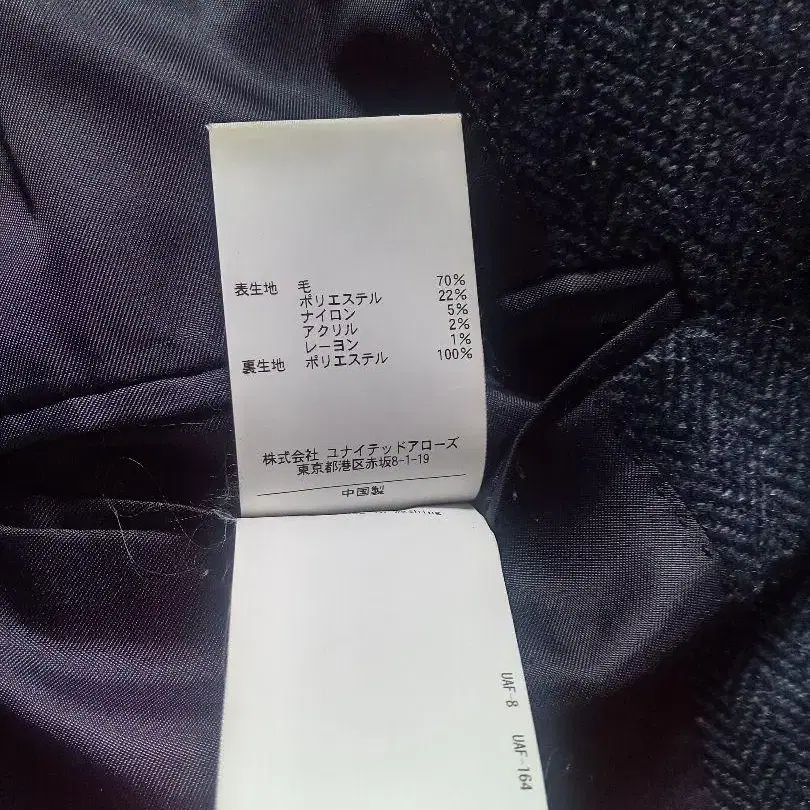 表生地 毛 70%
ポリエステル 22%
ナイロン 5%
アクリル 2%
レーヨン 1%
裏生地 ポリエステル 100%
株式会社 ユナイテッドアローズ
東京都港区赤坂8-1-19
中国製
UAF-8 UAF-164